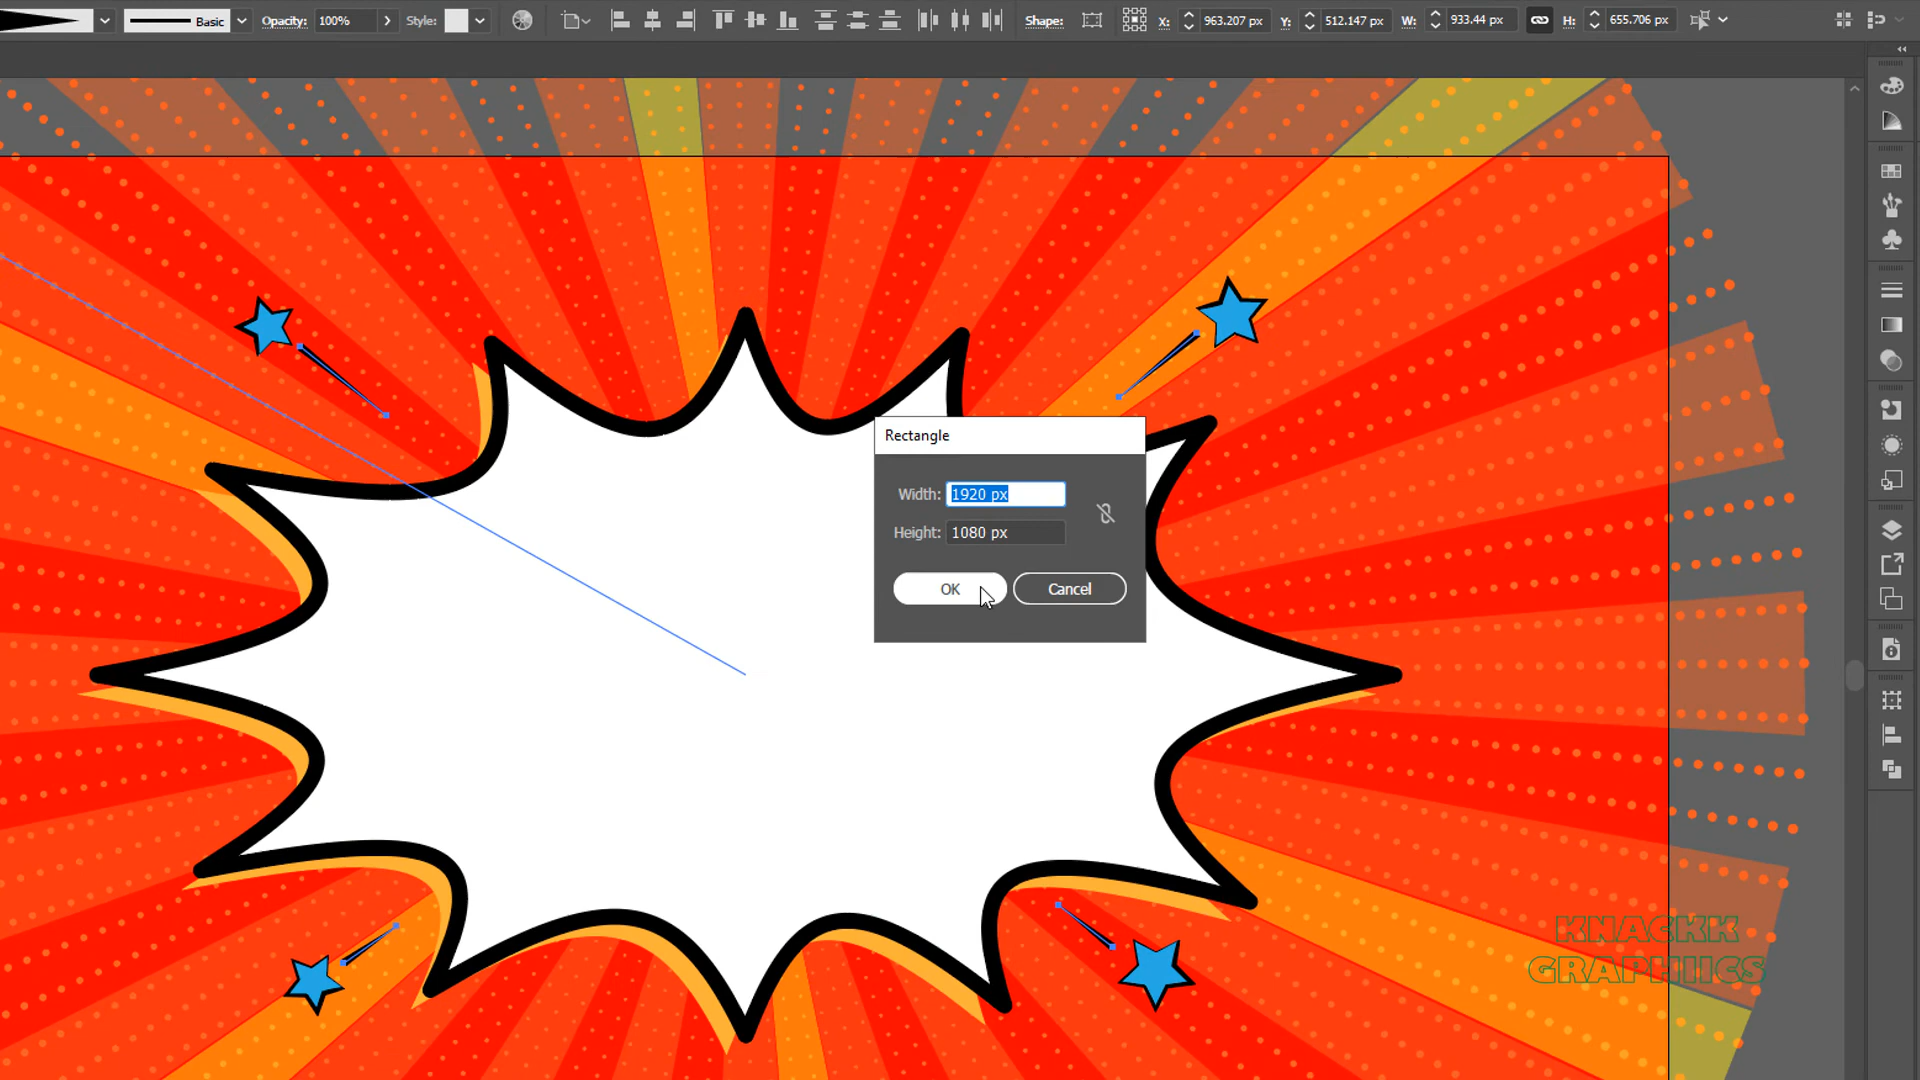 Basic Opacity: 100% Style: Shape: X: 963.207 px Y: 512.147 px W: 933.44 px H: 655.706 px
Rectangle
Width: 1920 px
Height: 1080 px
OK Cancel
KNACKK
GRAPHIICS